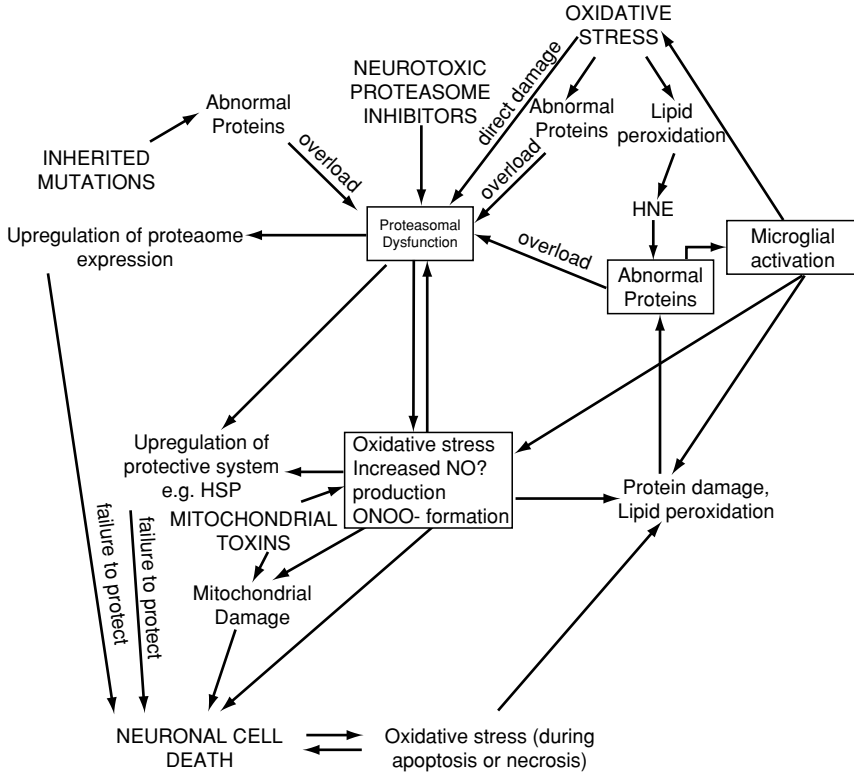 OXIDATIVE
STRESS
NEUROTOXIC
PROTEASOME
INHIBITORS
direct damage
Abnormal
Proteins
Lipid
peroxidation
Abnormal
Proteins
INHERITED
MUTATIONS
overload
overload
HNE
Upregulation of proteaome
expression
Proteasomal
Dysfunction
overload
Abnormal
Proteins
Microglial
activation
Upregulation of
protective system
e.g. HSP
Oxidative stress
Increased NO?
production
ONOO- formation
Protein damage,
Lipid peroxidation
MITOCHONDRIAL
TOXINS
failure to protect
failure to protect
Mitochondrial
Damage
NEURONAL CELL
DEATH
Oxidative stress (during
apoptosis or necrosis)